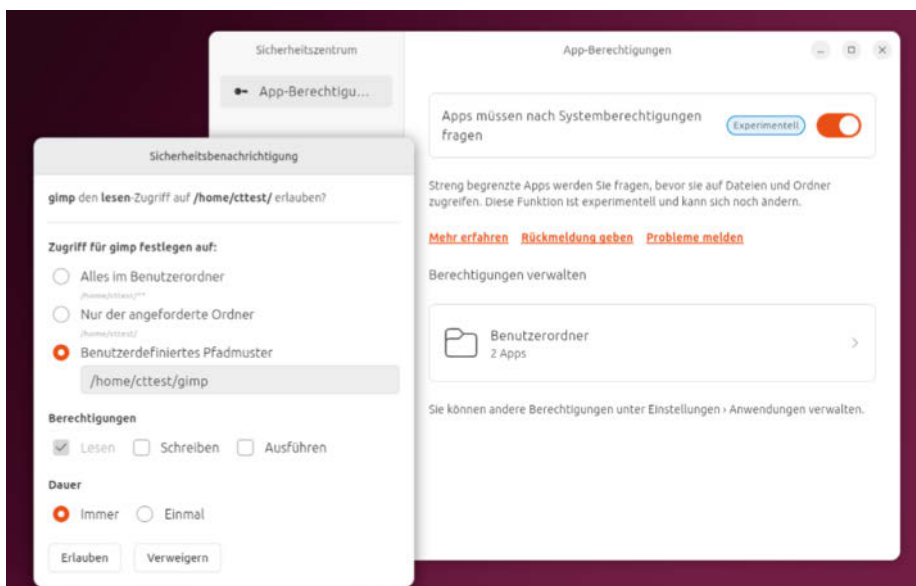 Sicherheitszentrum
App-Berechtigu...
App-Berechtigungen
Apps müssen nach Systemberechtigungen
fragen
Experimentell
Streng begrenzte Apps werden Sie fragen, bevor sie auf Dateien und Ordner
zugreifen. Diese Funktion ist experimentell und kann sich noch ändern.
Mehr erfahren Rückmeldung geben Probleme melden
Berechtigungen verwalten
Benutzerordner
2 Apps
Sie können andere Berechtigungen unter Einstellungen › Anwendungen verwalten.
Sicherheitsbenachrichtigung
gimp den lesen-Zugriff auf /home/cttest/ erlauben?
Zugriff für gimp festlegen auf:
Alles im Benutzerordner
/home/cttest/**
Nur der angeforderte Ordner
/home/cttest/
Benutzerdefiniertes Pfadmuster
/home/cttest/gimp
Berechtigungen
Lesen Schreiben Ausführen
Dauer
Immer Einmal
Erlauben Verweigern